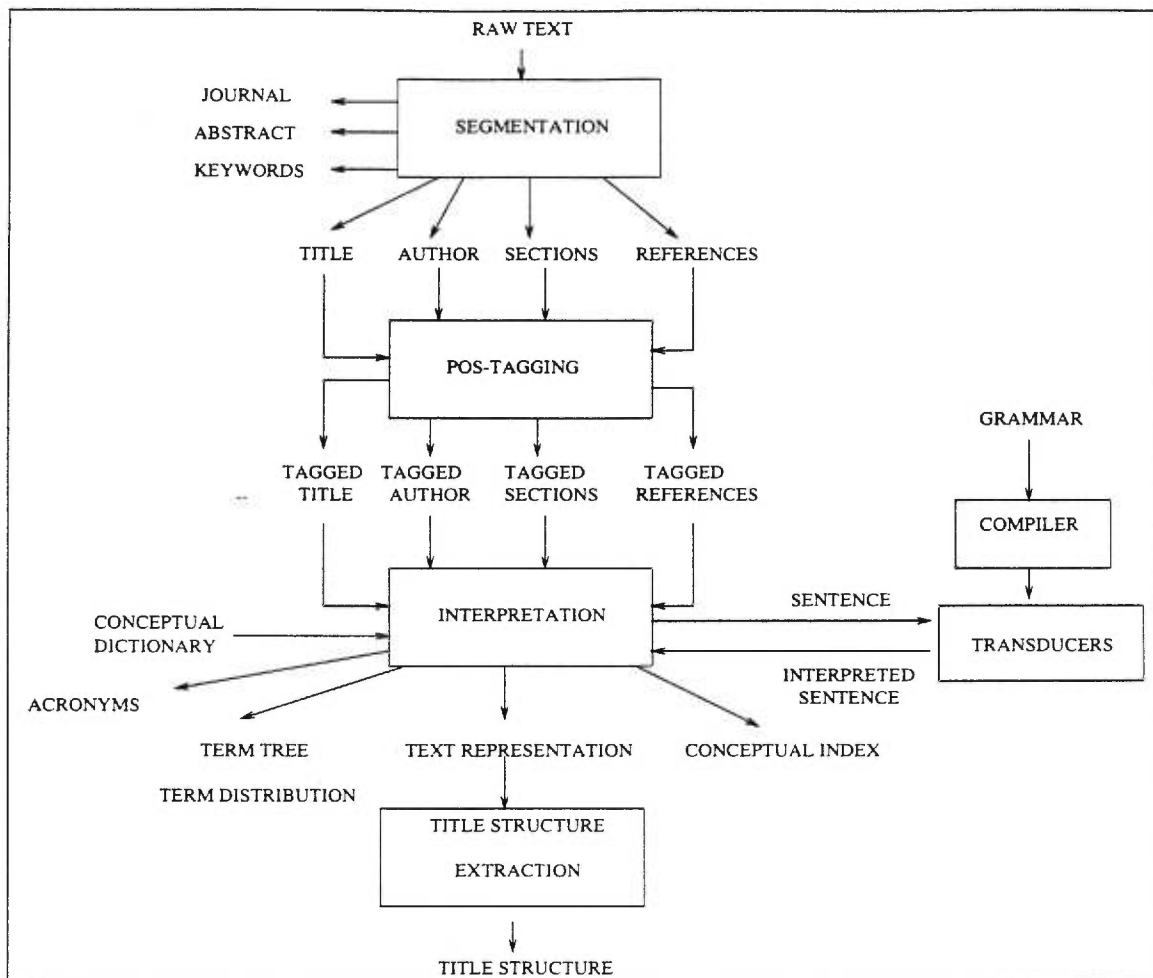 RAW TEXT
JOURNAL
ABSTRACT
KEYWORDS
SEGMENTATION
TITLE
AUTHOR
SECTIONS
REFERENCES
POS-TAGGING
TAGGED
TITLE
TAGGED
AUTHOR
TAGGED
SECTIONS
TAGGED
REFERENCES
GRAMMAR
COMPILER
INTERPRETATION
SENTENCE
TRANSDUCERS
INTERPRETED
SENTENCE
CONCEPTUAL
DICTIONARY
ACRONYMS
TERM TREE
TERM DISTRIBUTION
TEXT REPRESENTATION
CONCEPTUAL INDEX
TITLE STRUCTURE
EXTRACTION
TITLE STRUCTURE